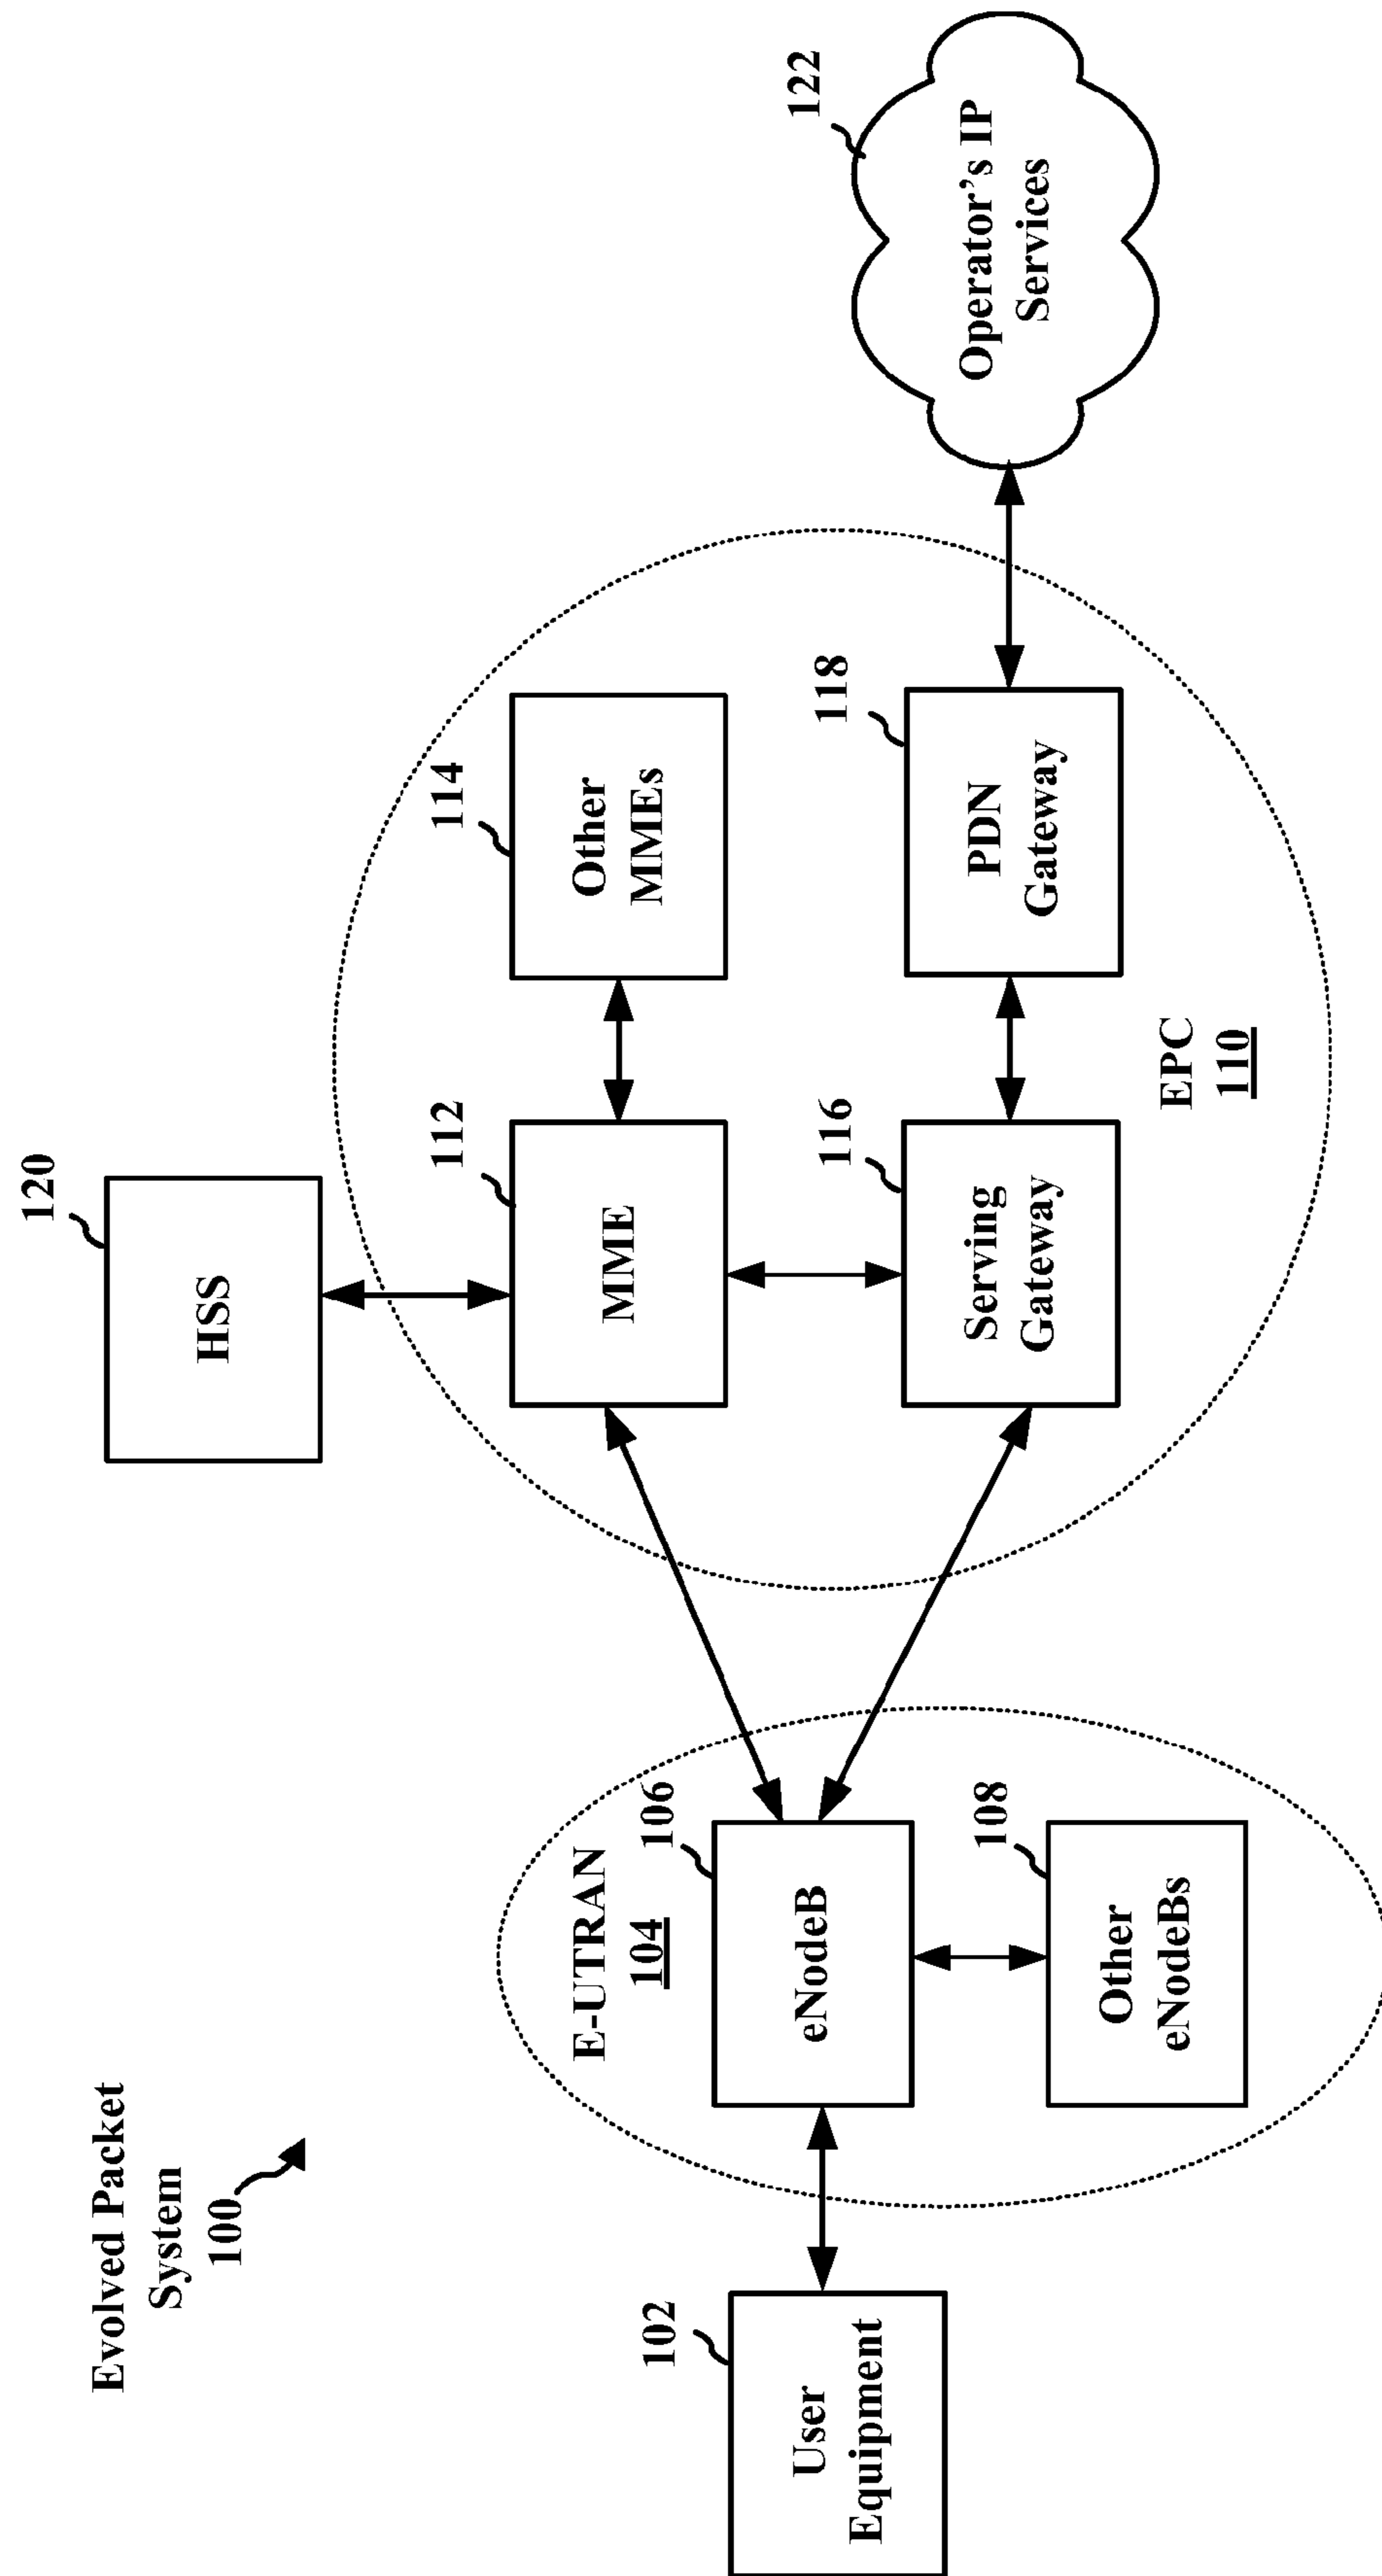 Evolved Packet
System
100
120
HSS
112
MME
114
Other
MMEs
E-UTRAN
104
106
eNodeB
102
User
Equipment
108
Other
eNodeBs
116
Serving
Gateway
118
PDN
Gateway
EPC
110
122
Operator's IP
Services